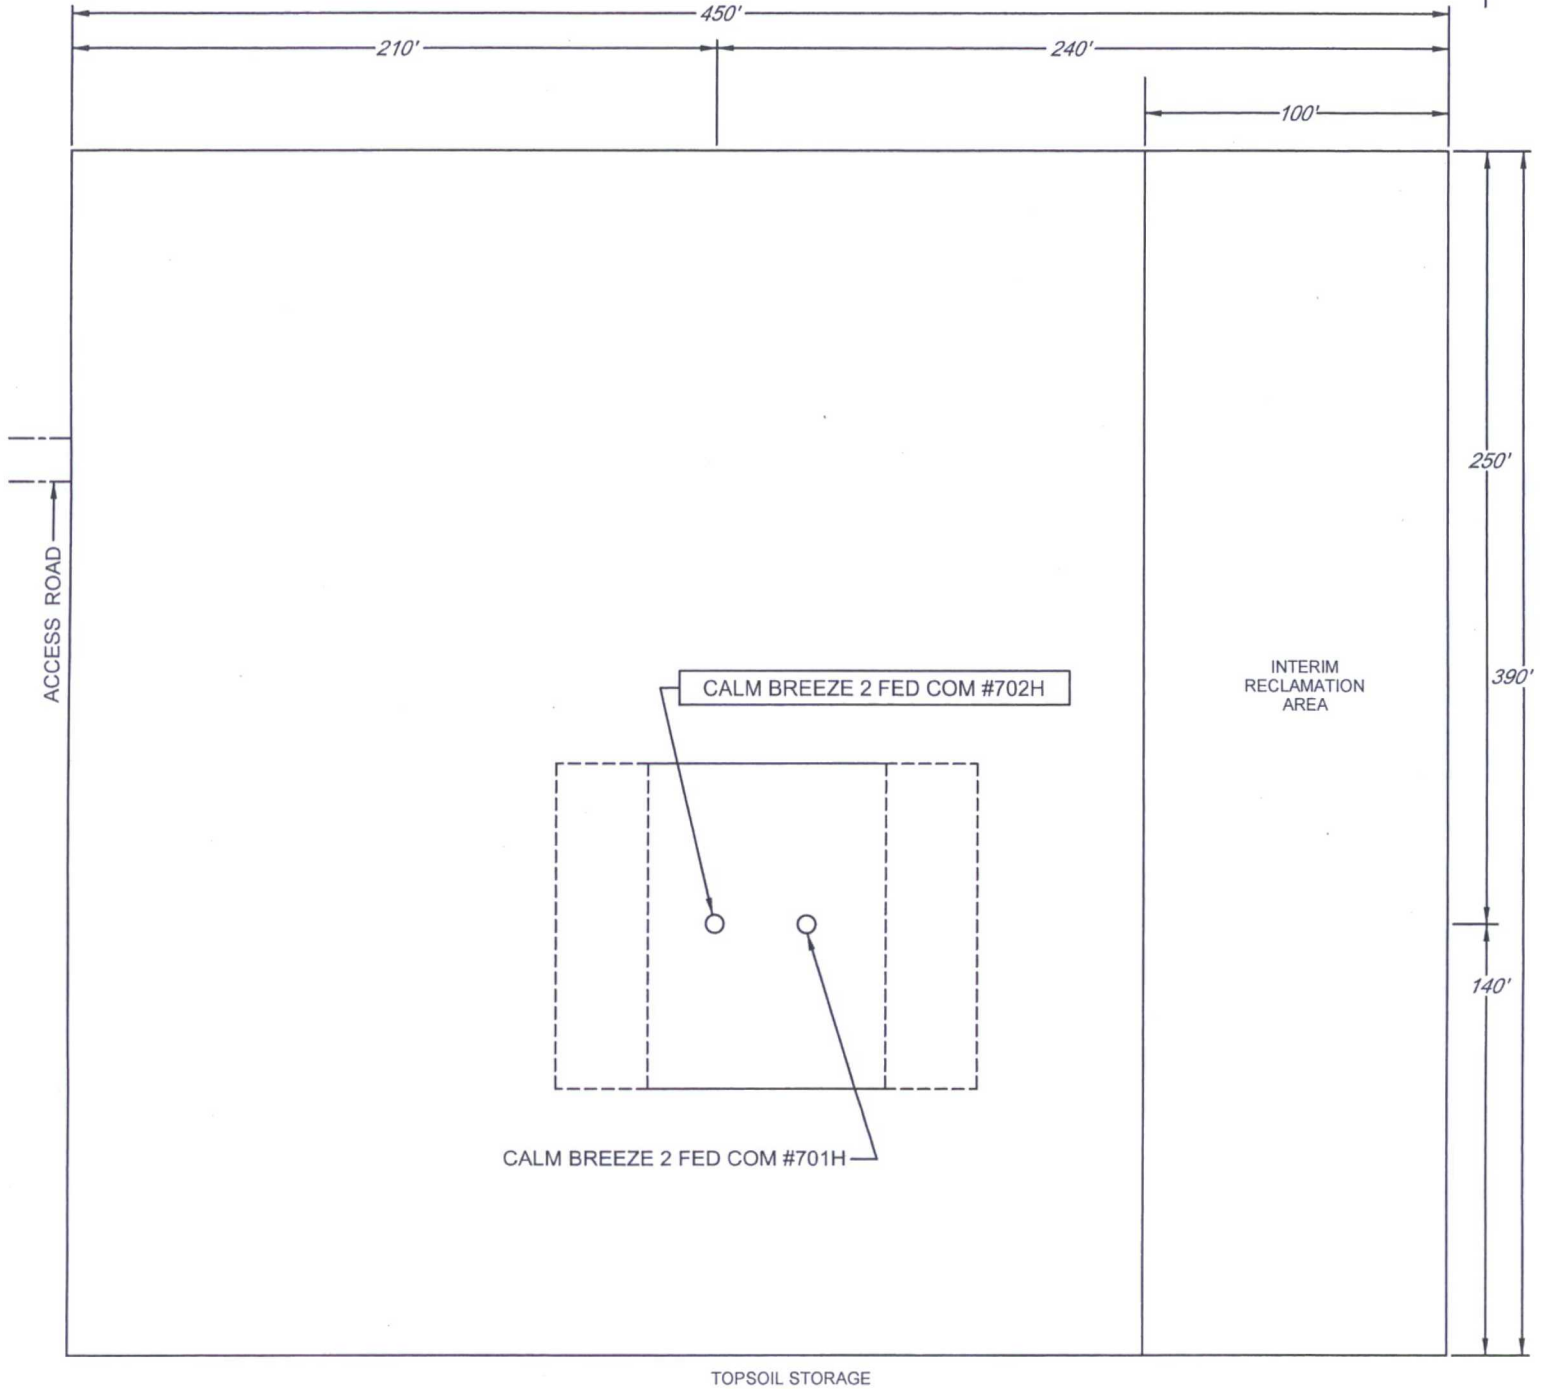 450'
210'
240'
100'
250'
ACCESS ROAD
CALM BREEZE 2 FED COM #702H
INTERIM
RECLAMATION
AREA
390'
140'
CALM BREEZE 2 FED COM #701H
TOPSOIL STORAGE